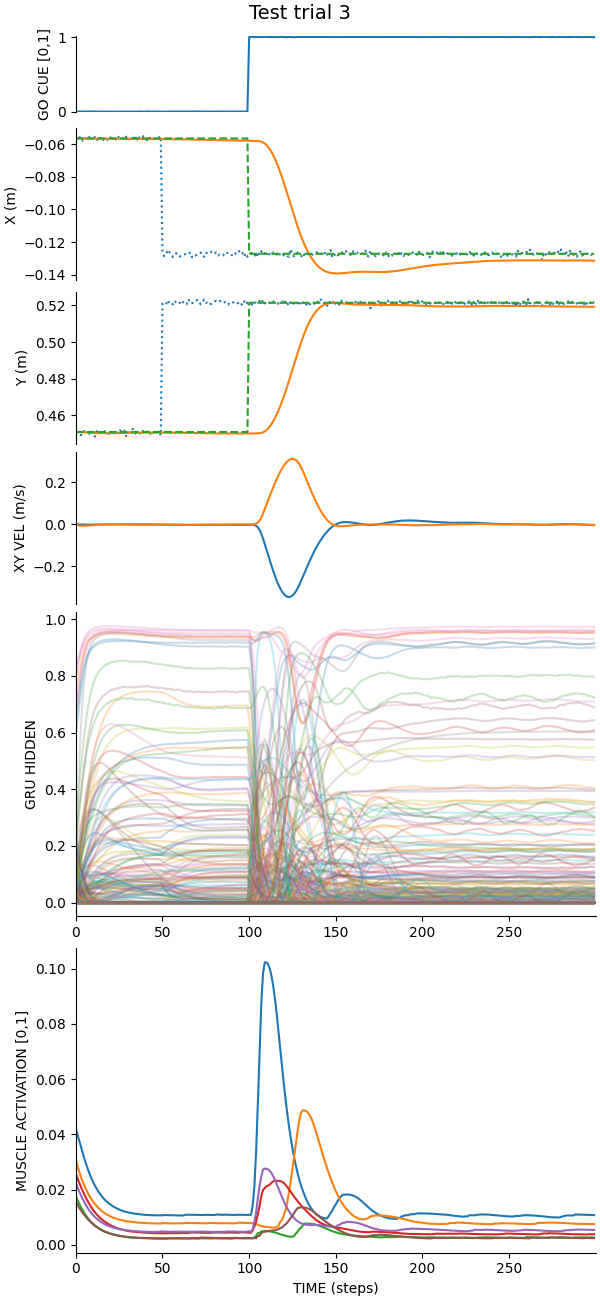 Test trial 3
GO CUE [0,1]
1
0
X (m)
−0.06
−0.08
−0.10
−0.12
−0.14
Y (m)
0.52
0.50
0.48
0.46
XY VEL (m/s)
0.2
0.0
−0.2
GRU HIDDEN
1.0
0.8
0.6
0.4
0.2
0.0
0 50 100 150 200 250
MUSCLE ACTIVATION [0,1]
0.10
0.08
0.06
0.04
0.02
0.00
0 50 100 150 200 250
TIME (steps)